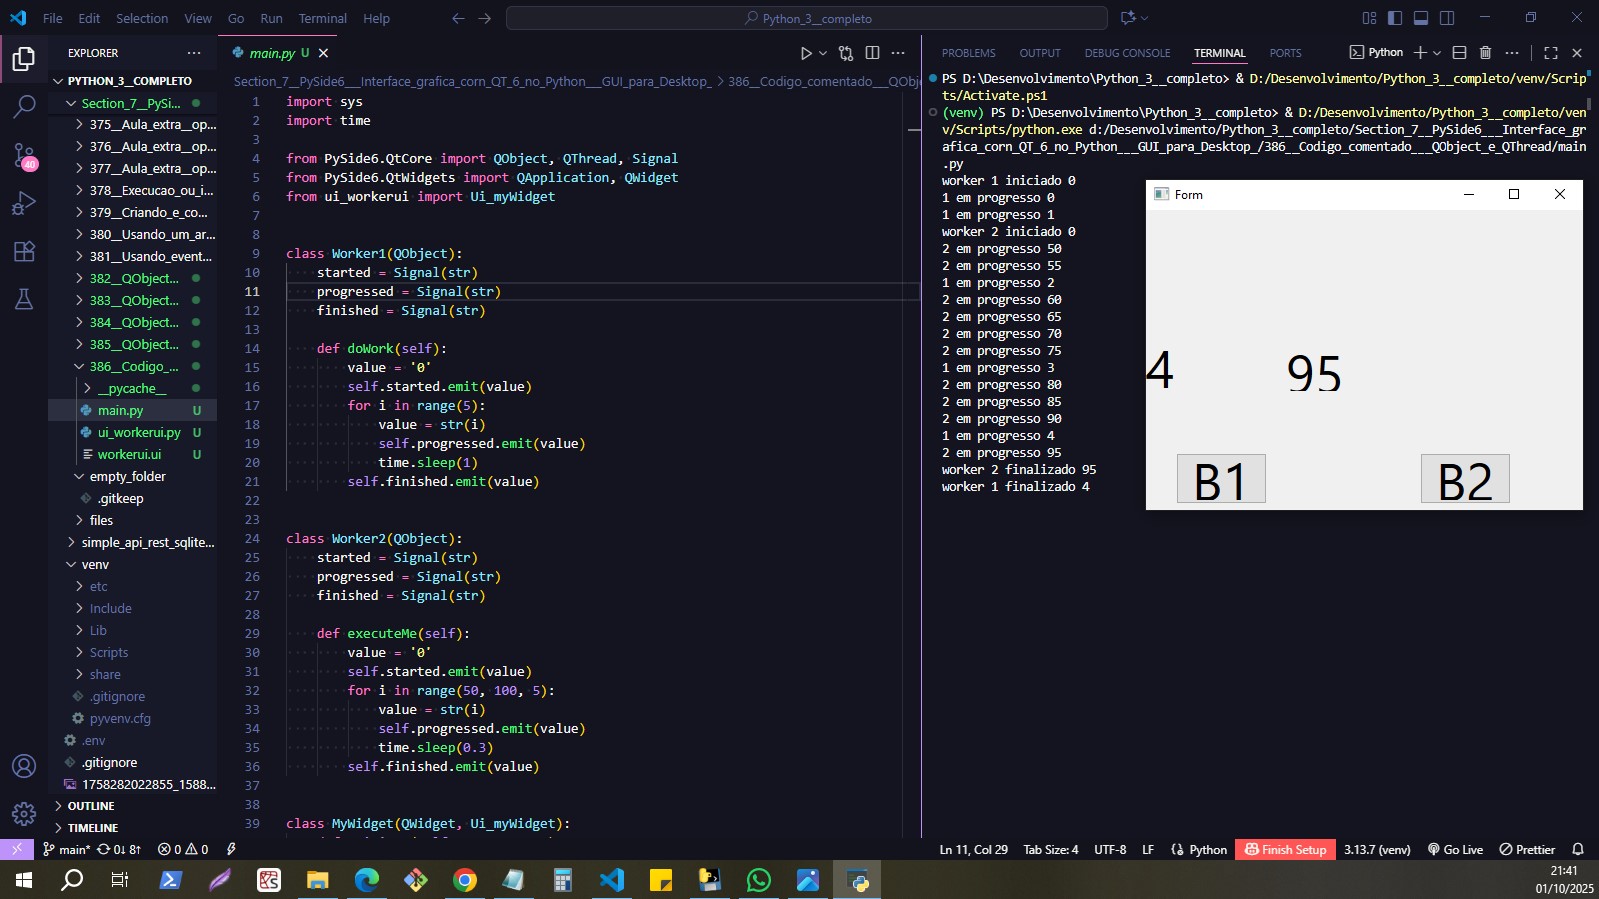 File Edit Selection View Go Run Terminal Help
Python_3__completo
EXPLORER
PYTHON_3__COMPLETO
Section_7__PySi...
375__Aula_extra__op...
376__Aula_extra__op...
377__Aula_extra__op...
378__Execucao_ou_i...
379__Criando_e_co...
380__Usando_um_ar...
381__Usando_event...
382__QObject...
383__QObject...
384__QObject...
385__QObject...
386__Codigo_...
__pycache__
main.py U
ui_workerui.py U
workerui.ui U
empty_folder
.gitkeep
files
simple_api_rest_sqlite...
venv
etc
Include
Lib
Scripts
share
.gitignore
pyvenv.cfg
.env
.gitignore
1758282022855_1588...
OUTLINE
TIMELINE
40
main.py U
Section_7__PySide6___Interface_grafica_corn_QT_6_no_Python___GUI_para_Desktop_ > 386__Codigo_comentado___QObje
1 import sys
2 import time
3
4 from PySide6.QtCore import QObject, QThread, Signal
5 from PySide6.QtWidgets import QApplication, QWidget
6 from ui_workerui import Ui_myWidget
7
8
9 class Worker1(QObject):
10     started = Signal(str)
11     progressed = Signal(str)
12     finished = Signal(str)
13
14     def doWork(self):
15         value = '0'
16         self.started.emit(value)
17         for i in range(5):
18             value = str(i)
19             self.progressed.emit(value)
20             time.sleep(1)
21         self.finished.emit(value)
22
23
24 class Worker2(QObject):
25     started = Signal(str)
26     progressed = Signal(str)
27     finished = Signal(str)
28
29     def executeMe(self):
30         value = '0'
31         self.started.emit(value)
32         for i in range(50, 100, 5):
33             value = str(i)
34             self.progressed.emit(value)
35             time.sleep(0.3)
36         self.finished.emit(value)
37
38
39 class MyWidget(QWidget, Ui_myWidget):
PROBLEMS OUTPUT DEBUG CONSOLE TERMINAL PORTS
Python
PS D:\Desenvolvimento\Python_3__completo> & D:/Desenvolvimento/Python_3__completo/venv/Scrip
ts/Activate.ps1
(venv) PS D:\Desenvolvimento\Python_3__completo> & D:/Desenvolvimento/Python_3__completo/ven
v/Scripts/python.exe d:/Desenvolvimento/Python_3__completo/Section_7__PySide6___Interface_gr
afica_corn_QT_6_no_Python___GUI_para_Desktop_/386__Codigo_comentado___QObject_e_QThread/main
.py
worker 1 iniciado 0
1 em progresso 0
1 em progresso 1
worker 2 iniciado 0
2 em progresso 50
2 em progresso 55
1 em progresso 2
2 em progresso 60
2 em progresso 65
2 em progresso 70
2 em progresso 75
1 em progresso 3
2 em progresso 80
2 em progresso 85
2 em progresso 90
1 em progresso 4
2 em progresso 95
worker 2 finalizado 95
worker 1 finalizado 4
Form
4 95
B1 B2
main* 0↓ 8↑ 0 0
Ln 11, Col 29 Tab Size: 4 UTF-8 LF Python Finish Setup 3.13.7 (venv) Go Live Prettier
21:41
01/10/2025